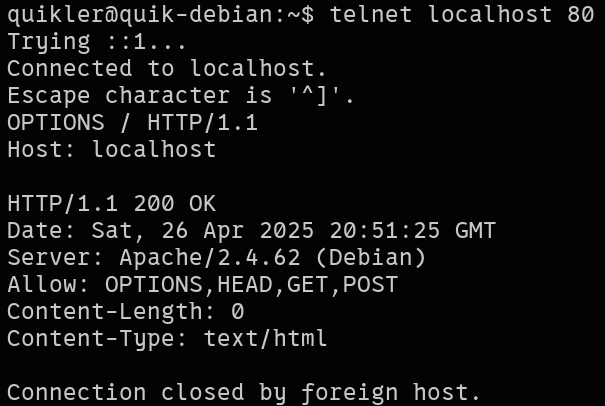 quikler@quik-debian:~$ telnet localhost 80
Trying ::1...
Connected to localhost.
Escape character is '^]'.
OPTIONS / HTTP/1.1
Host: localhost

HTTP/1.1 200 OK
Date: Sat, 26 Apr 2025 20:51:25 GMT
Server: Apache/2.4.62 (Debian)
Allow: OPTIONS,HEAD,GET,POST
Content-Length: 0
Content-Type: text/html

Connection closed by foreign host.